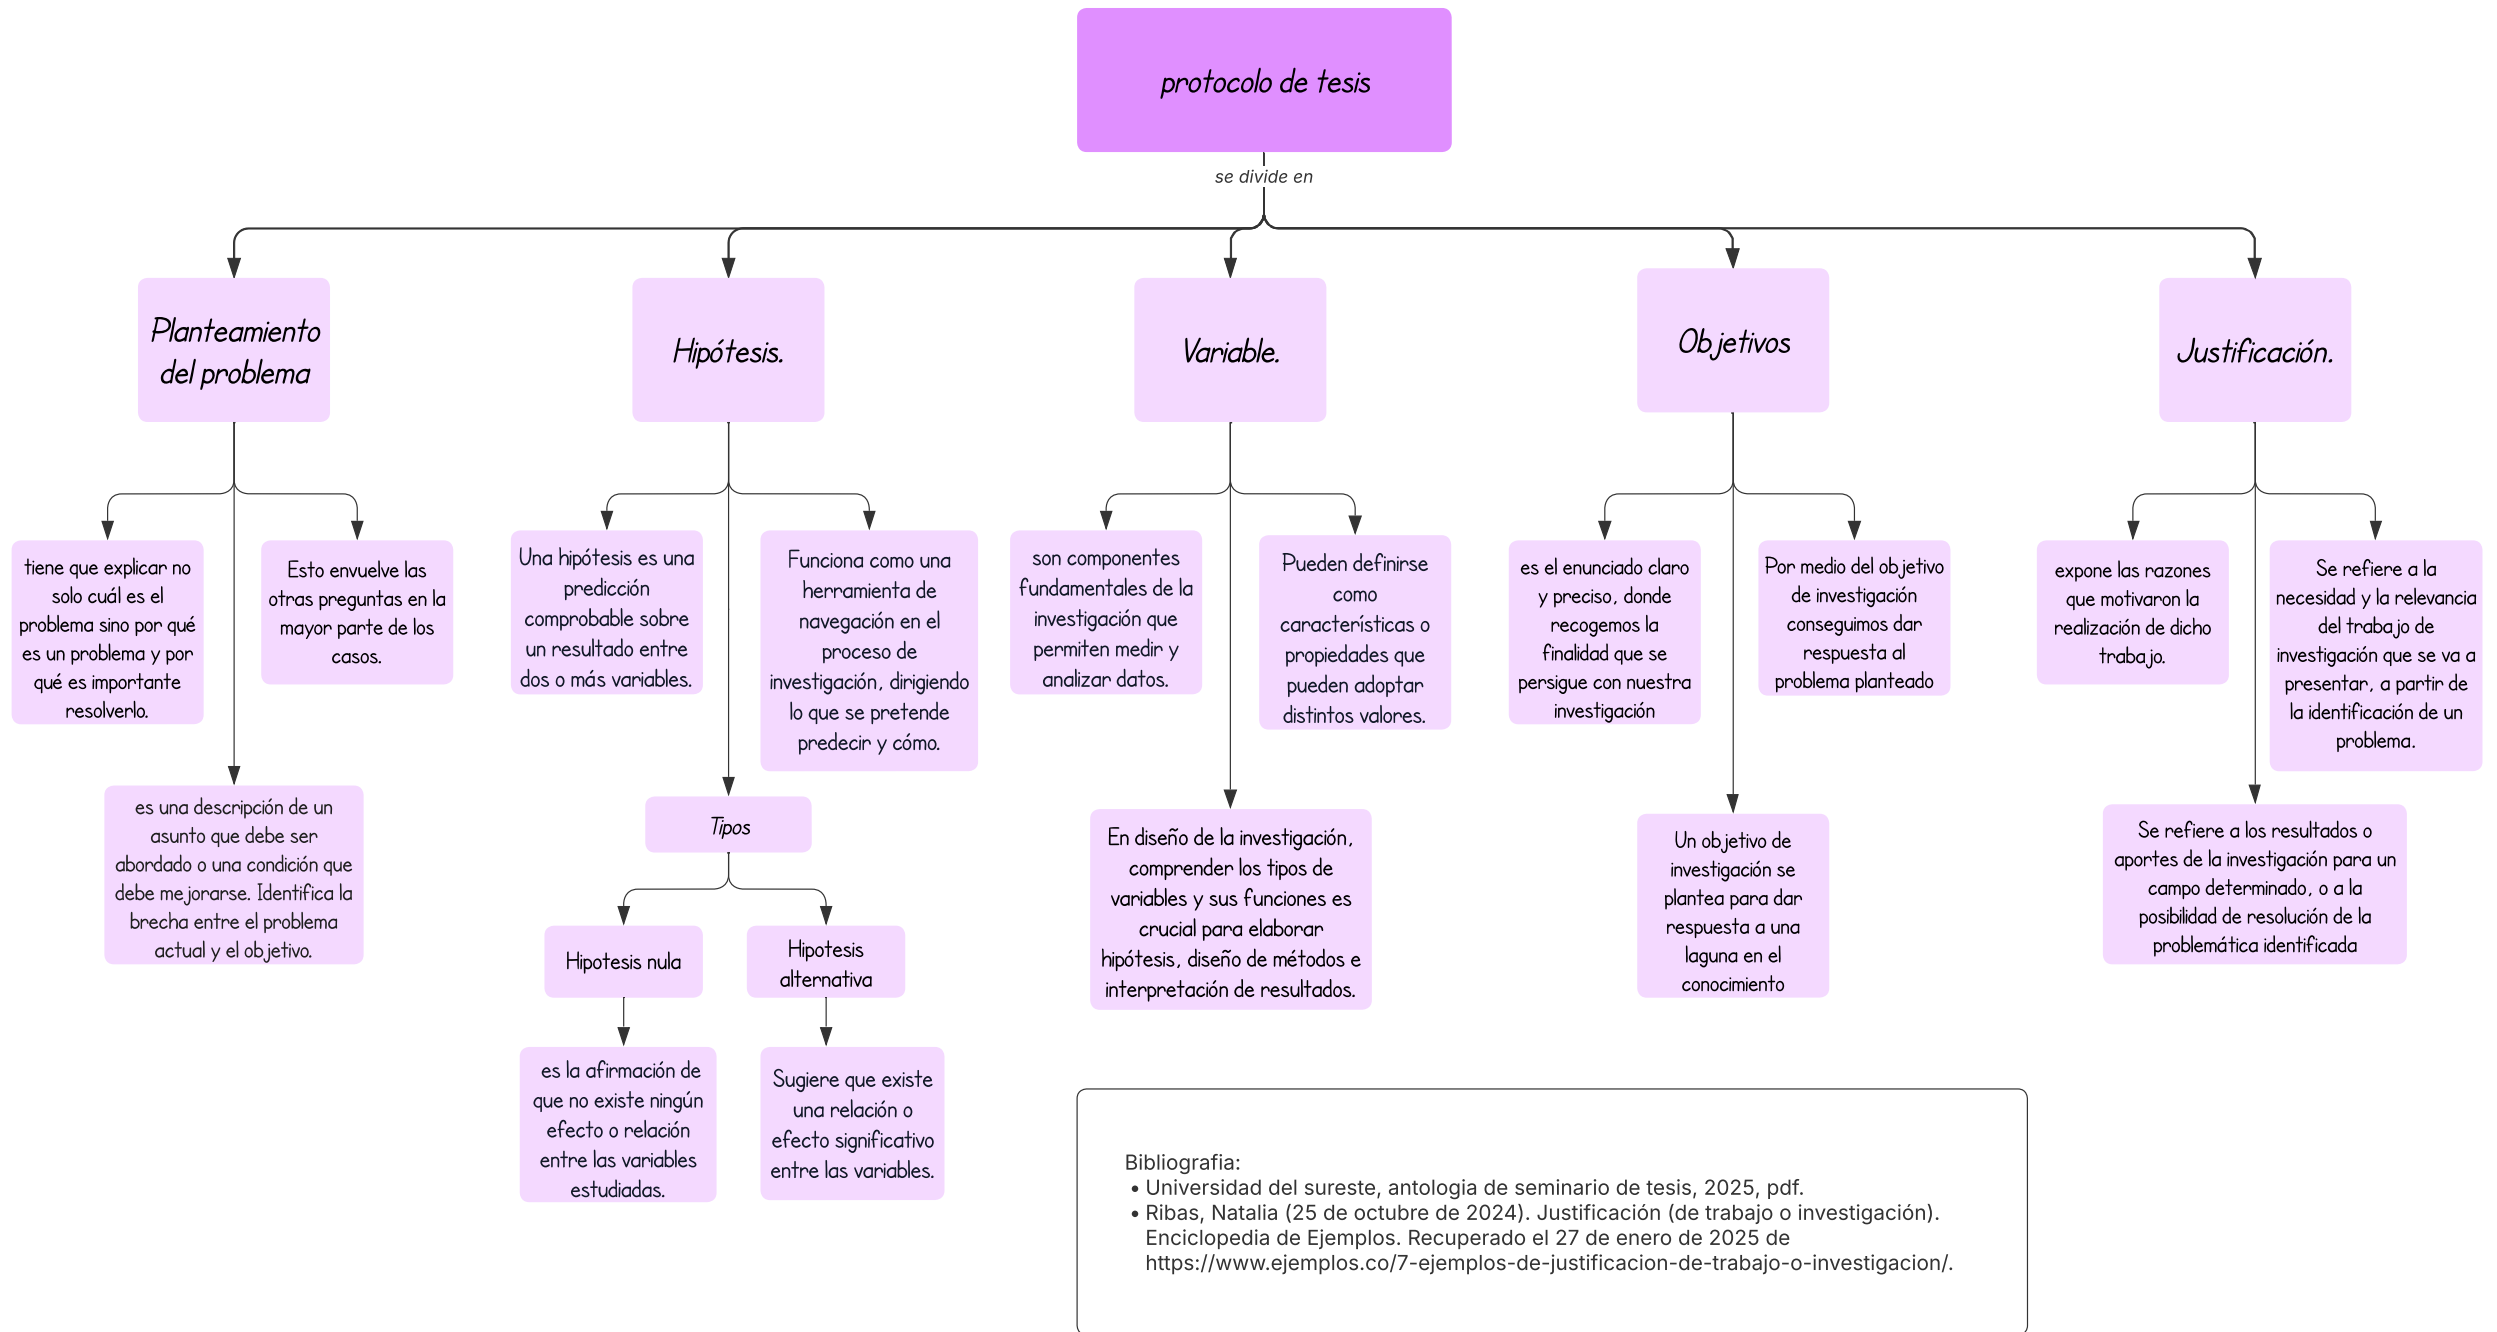 protocolo de tesis
se divide en
Planteamiento
del problema
Hipótesis.
Variable.
Objetivos
Justificación.
tiene que explicar no
solo cuál es el
problema sino por qué
es un problema y por
qué es importante
resolverlo.
Esto envuelve las
otras preguntas en la
mayor parte de los
casos.
es una descripción de un
asunto que debe ser
abordado o una condición que
debe mejorarse. Identifica la
brecha entre el problema
actual y el objetivo.
Una hipótesis es una
predicción
comprobable sobre
un resultado entre
dos o más variables.
Funciona como una
herramienta de
navegación en el
proceso de
investigación, dirigiendo
lo que se pretende
predecir y cómo.
Tipos
Hipotesis nula
Hipotesis
alternativa
es la afirmación de
que no existe ningún
efecto o relación
entre las variables
estudiadas.
Sugiere que existe
una relación o
efecto significativo
entre las variables.
son componentes
fundamentales de la
investigación que
permiten medir y
analizar datos.
Pueden definirse
como
características o
propiedades que
pueden adoptar
distintos valores.
En diseño de la investigación,
comprender los tipos de
variables y sus funciones es
crucial para elaborar
hipótesis, diseño de métodos e
interpretación de resultados.
es el enunciado claro
y preciso, donde
recogemos la
finalidad que se
persigue con nuestra
investigación
Por medio del objetivo
de investigación
conseguimos dar
respuesta al
problema planteado
Un objetivo de
investigación se
plantea para dar
respuesta a una
laguna en el
conocimiento
expone las razones
que motivaron la
realización de dicho
trabajo.
Se refiere a la
necesidad y la relevancia
del trabajo de
investigación que se va a
presentar, a partir de
la identificación de un
problema.
Se refiere a los resultados o
aportes de la investigación para un
campo determinado, o a la
posibilidad de resolución de la
problemática identificada
Bibliografia:
• Universidad del sureste, antologia de seminario de tesis, 2025, pdf.
• Ribas, Natalia (25 de octubre de 2024). Justificación (de trabajo o investigación).
Enciclopedia de Ejemplos. Recuperado el 27 de enero de 2025 de
https://www.ejemplos.co/7-ejemplos-de-justificacion-de-trabajo-o-investigacion/.